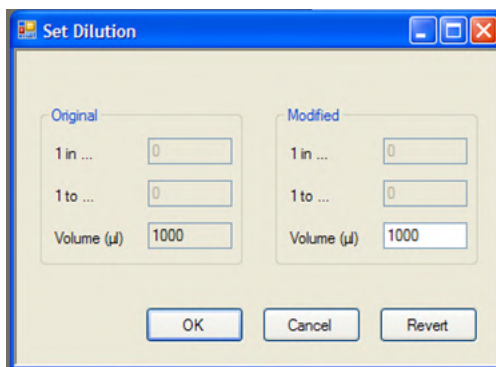 Set Dilution
Original
1 in ... 0
1 to ... 0
Volume (µl) 1000
Modified
1 in ... 0
1 to ... 0
Volume (µl) 1000
OK Cancel Revert